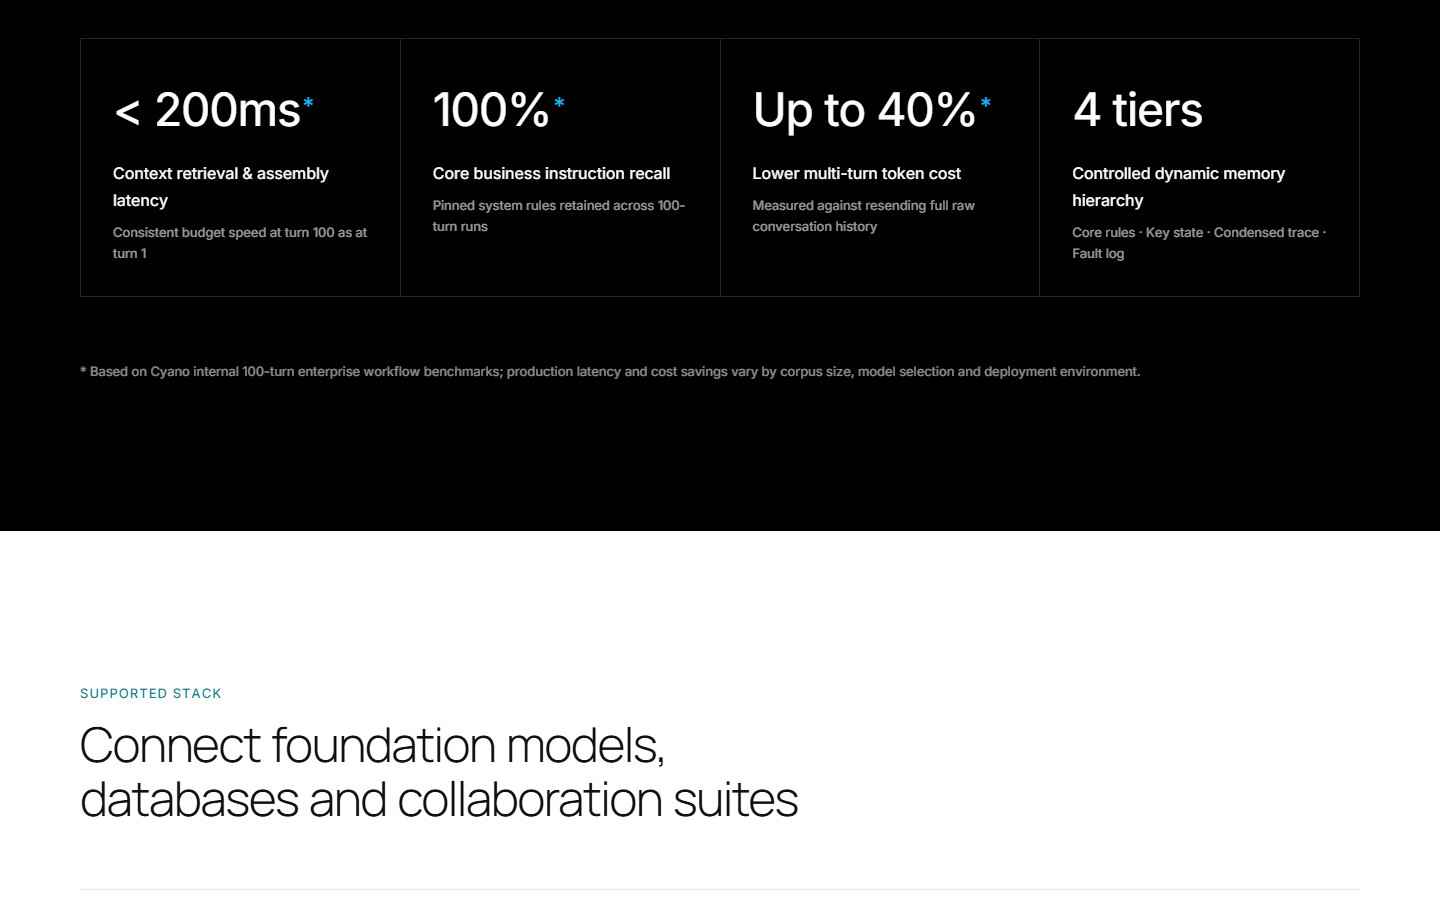 < 200ms*
Context retrieval & assembly
latency
Consistent budget speed at turn 100 as at
turn 1
100%*
Core business instruction recall
Pinned system rules retained across 100-
turn runs
Up to 40%*
Lower multi-turn token cost
Measured against resending full raw
conversation history
4 tiers
Controlled dynamic memory
hierarchy
Core rules · Key state · Condensed trace ·
Fault log
* Based on Cyano internal 100-turn enterprise workflow benchmarks; production latency and cost savings vary by corpus size, model selection and deployment environment.
SUPPORTED STACK
Connect foundation models,
databases and collaboration suites